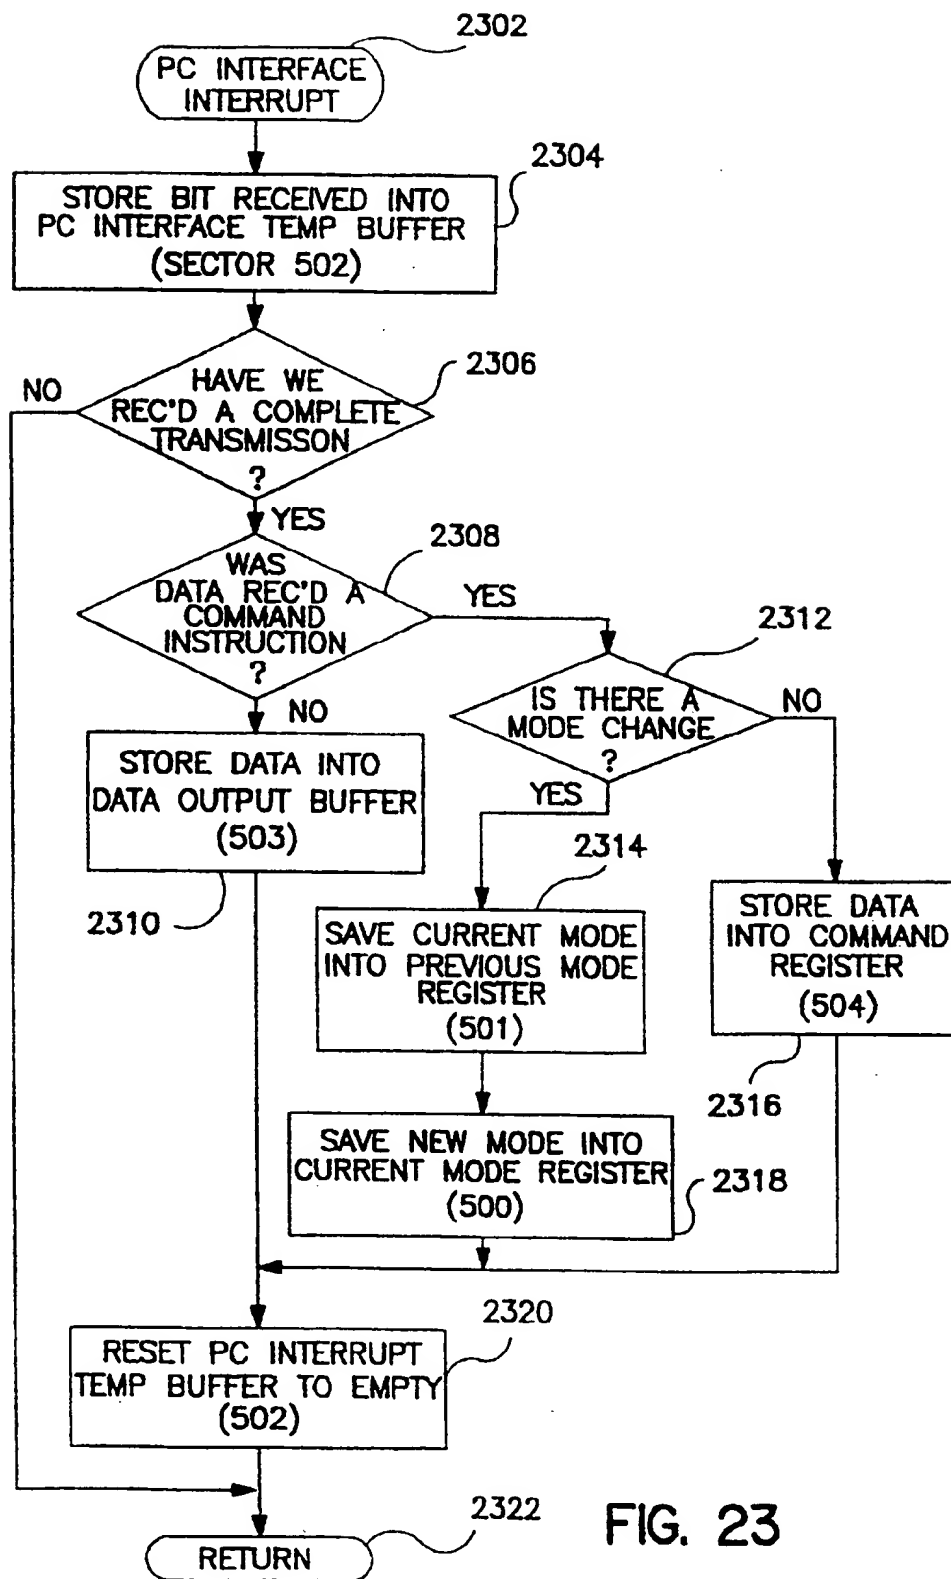 2302
PC INTERFACE
INTERRUPT
2304
STORE BIT RECEIVED INTO
PC INTERFACE TEMP BUFFER
(SECTOR 502)
2306
NO
HAVE WE
REC'D A COMPLETE
TRANSMISSON
?
YES
2308
WAS
DATA REC'D A
COMMAND
INSTRUCTION
?
YES
NO
2312
IS THERE A
MODE CHANGE
?
NO
YES
STORE DATA INTO
DATA OUTPUT BUFFER
(503)
2310
2314
SAVE CURRENT MODE
INTO PREVIOUS MODE
REGISTER
(501)
STORE DATA
INTO COMMAND
REGISTER
(504)
2316
SAVE NEW MODE INTO
CURRENT MODE REGISTER
(500)
2318
2320
RESET PC INTERRUPT
TEMP BUFFER TO EMPTY
(502)
2322
RETURN
FIG. 23